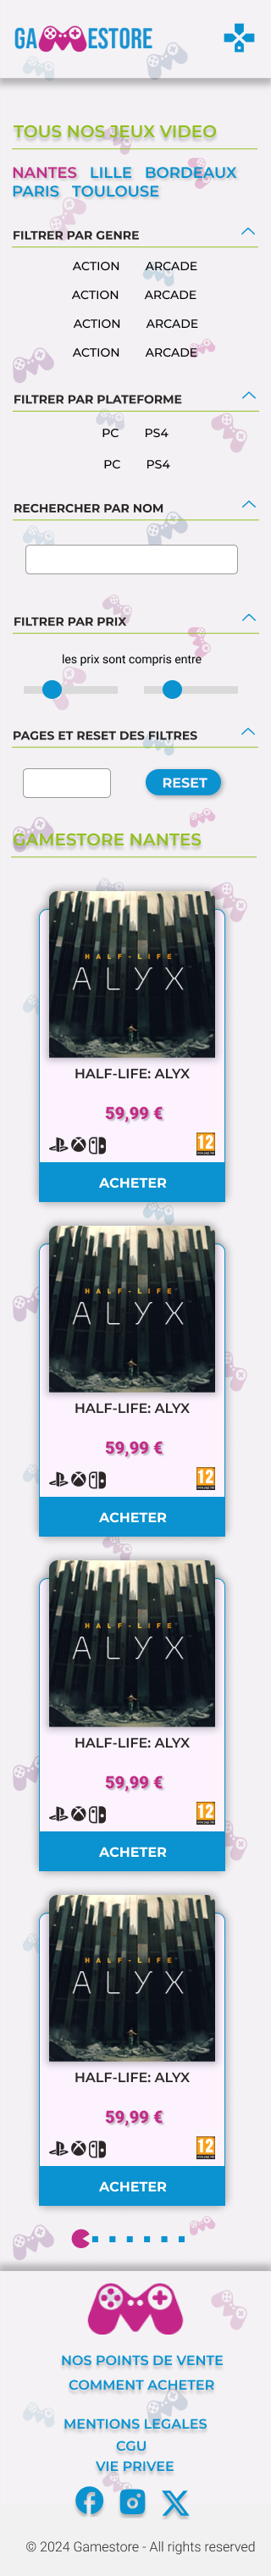 GA ESTORE
TOUS NOS JEUX VIDEO
NANTES LILLE BORDEAUX
PARIS TOULOUSE
FILTRER PAR GENRE
ACTION ARCADE
ACTION ARCADE
ACTION ARCADE
ACTION ARCADE
FILTRER PAR PLATEFORME
PC PS4
PC PS4
RECHERCHER PAR NOM
FILTRER PAR PRIX
les prix sont compris entre
PAGES ET RESET DES FILTRES
RESET
GAMESTORE NANTES
HALF-LIFE
ALYX
HALF-LIFE: ALYX
59,99 €
12
ACHETER
HALF-LIFE
ALYX
HALF-LIFE: ALYX
59,99 €
12
ACHETER
HALF-LIFE
ALYX
HALF-LIFE: ALYX
59,99 €
12
ACHETER
HALF-LIFE
ALYX
HALF-LIFE: ALYX
59,99 €
12
ACHETER
NOS POINTS DE VENTE
COMMENT ACHETER
MENTIONS LEGALES
CGU
VIE PRIVEE
© 2024 Gamestore - All rights reserved